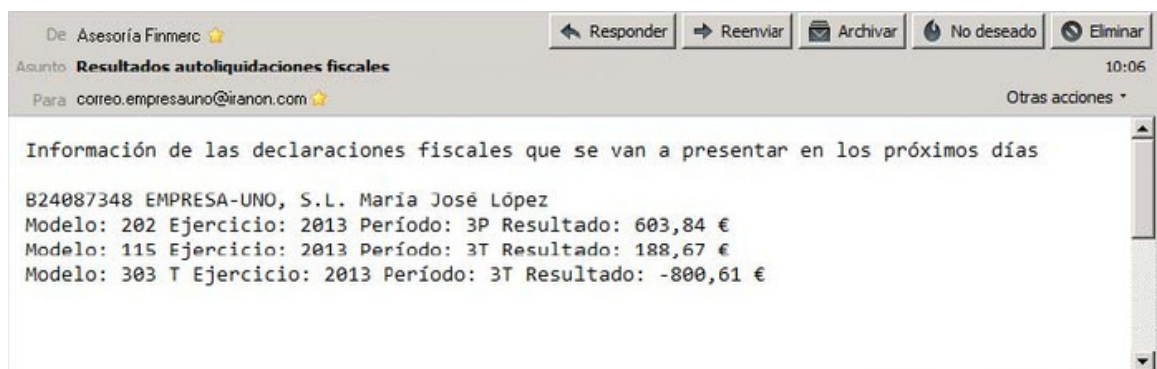 De Asesoría Finmerc
Responder Reenviar Archivar No deseado Eliminar
Asunto Resultados autoliquidaciones fiscales 10:06
Para correo.empresauno@iranon.com Otras acciones
Información de las declaraciones fiscales que se van a presentar en los próximos días
B24087348 EMPRESA-UNO, S.L. María José López
Modelo: 202 Ejercicio: 2013 Período: 3P Resultado: 603,84 €
Modelo: 115 Ejercicio: 2013 Período: 3T Resultado: 188,67 €
Modelo: 303 T Ejercicio: 2013 Período: 3T Resultado: -800,61 €